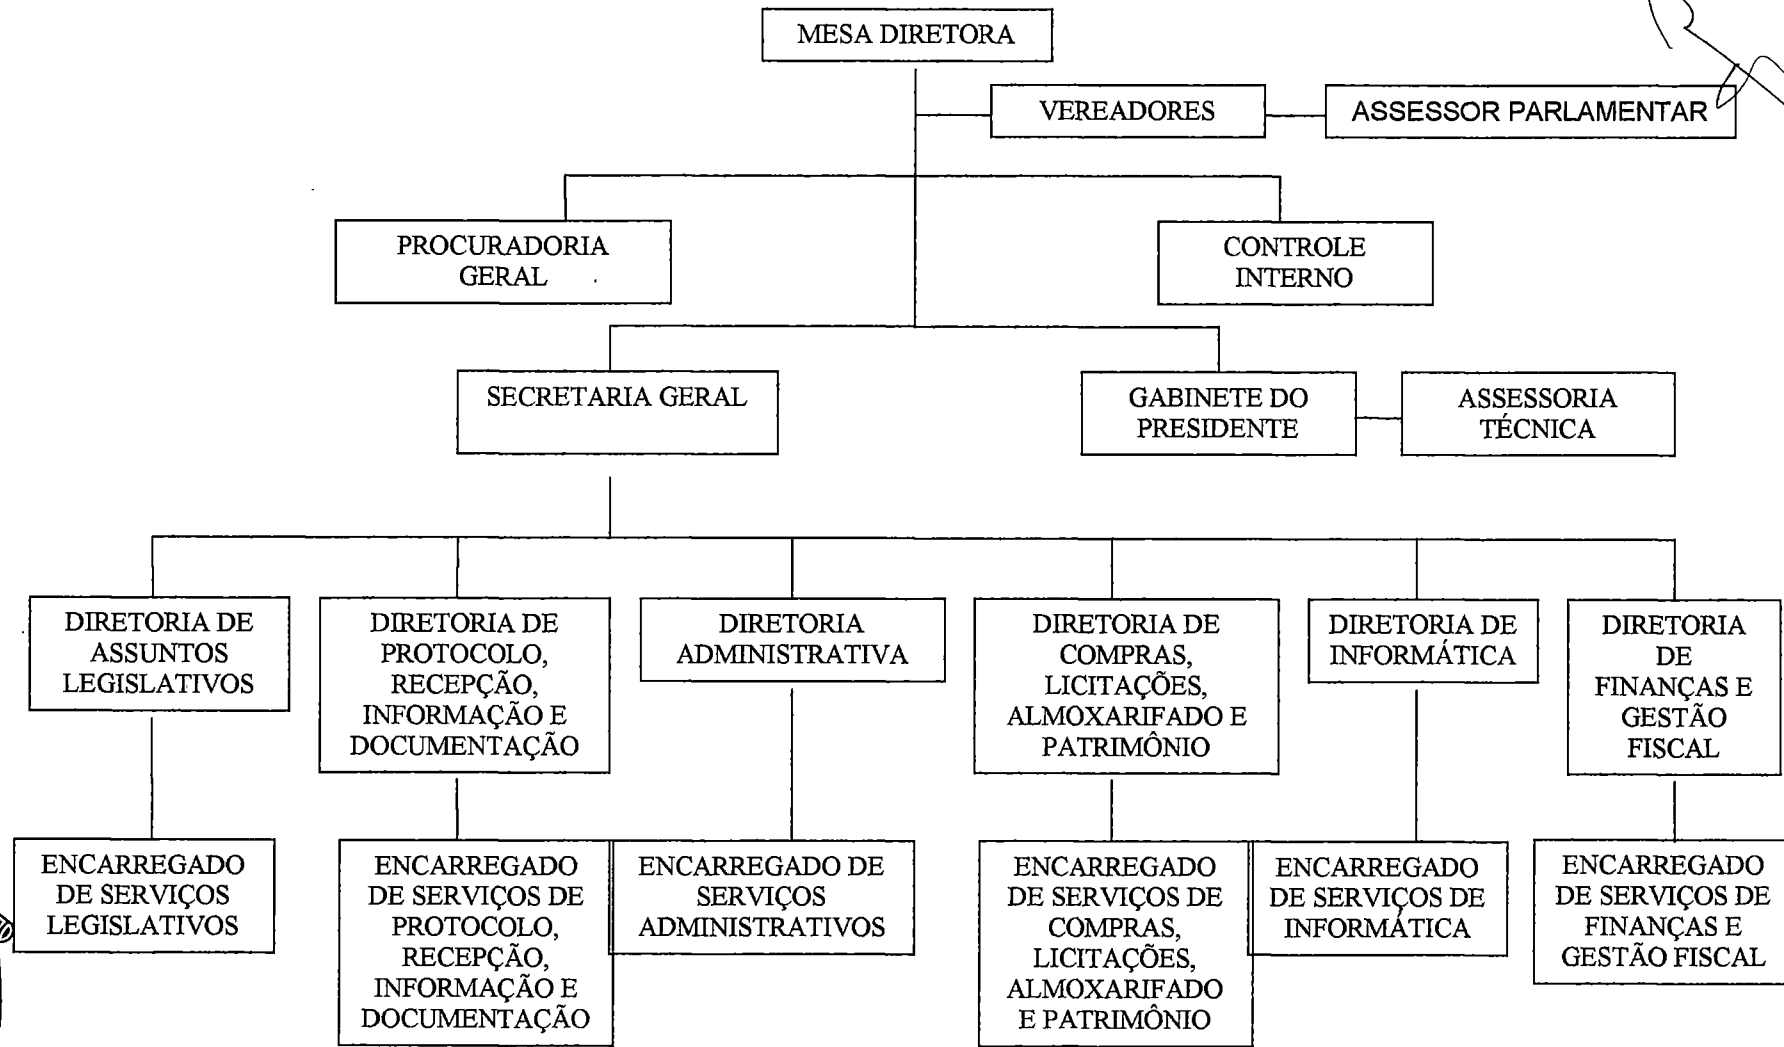 MESA DIRETORA
VEREADORES
ASSESSOR PARLAMENTAR
PROCURADORIA
GERAL
CONTROLE
INTERNO
SECRETARIA GERAL
GABINETE DO
PRESIDENTE
ASSESSORIA
TÉCNICA
DIRETORIA DE
ASSUNTOS
LEGISLATIVOS
DIRETORIA DE
PROTOCOLO,
RECEPÇÃO,
INFORMAÇÃO E
DOCUMENTAÇÃO
DIRETORIA
ADMINISTRATIVA
DIRETORIA DE
COMPRAS,
LICITAÇÕES,
ALMOXARIFADO E
PATRIMÔNIO
DIRETORIA DE
INFORMÁTICA
DIRETORIA
DE
FINANÇAS E
GESTÃO
FISCAL
ENCARREGADO
DE SERVIÇOS
LEGISLATIVOS
ENCARREGADO
DE SERVIÇOS DE
PROTOCOLO,
RECEPÇÃO,
INFORMAÇÃO E
DOCUMENTAÇÃO
ENCARREGADO DE
SERVIÇOS
ADMINISTRATIVOS
ENCARREGADO
DE SERVIÇOS DE
COMPRAS,
LICITAÇÕES,
ALMOXARIFADO
E PATRIMÔNIO
ENCARREGADO
DE SERVIÇOS DE
INFORMÁTICA
ENCARREGADO
DE SERVIÇOS DE
FINANÇAS E
GESTÃO FISCAL